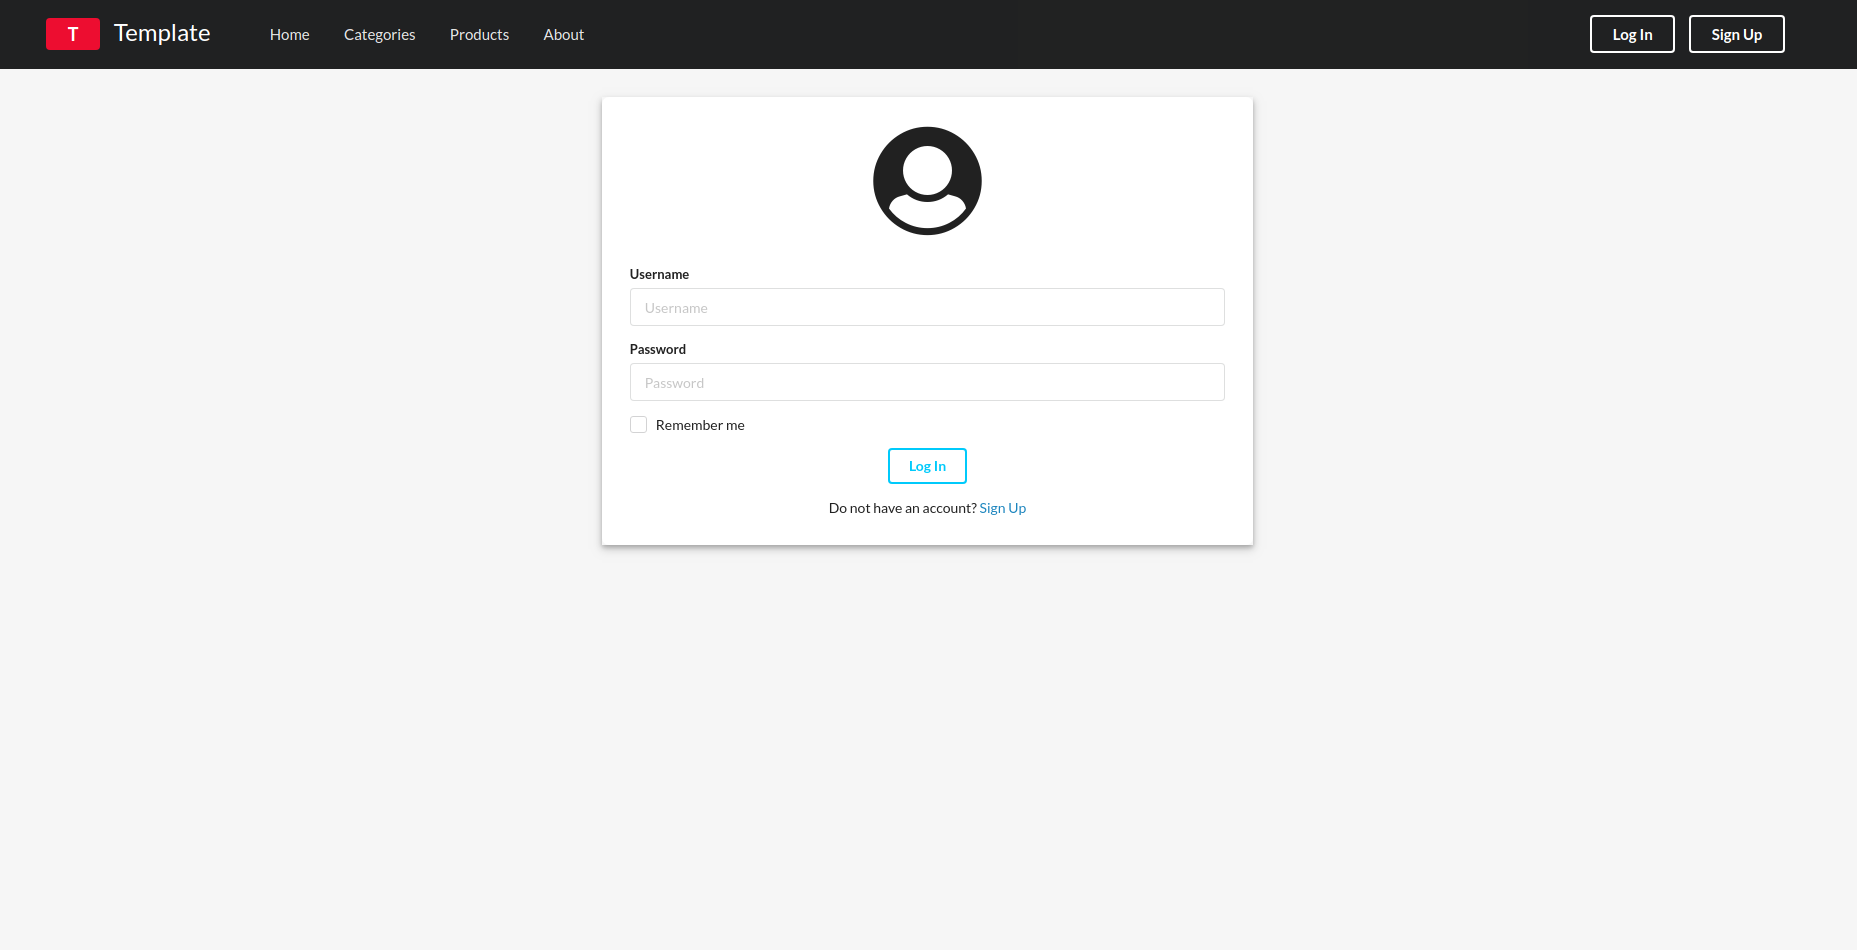 T Template Home Categories Products About Log In Sign Up
Username
Username
Password
Password
Remember me
Log In
Do not have an account? Sign Up